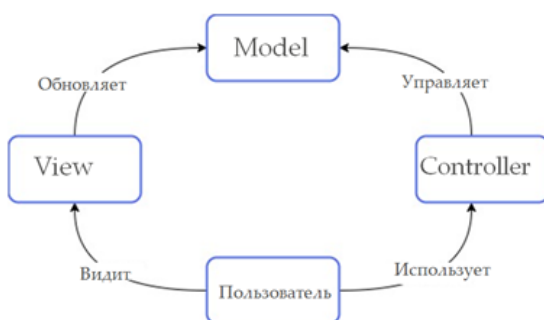 Model
Обновляет
Управляет
View
Controller
Видит
Пользователь
Использует